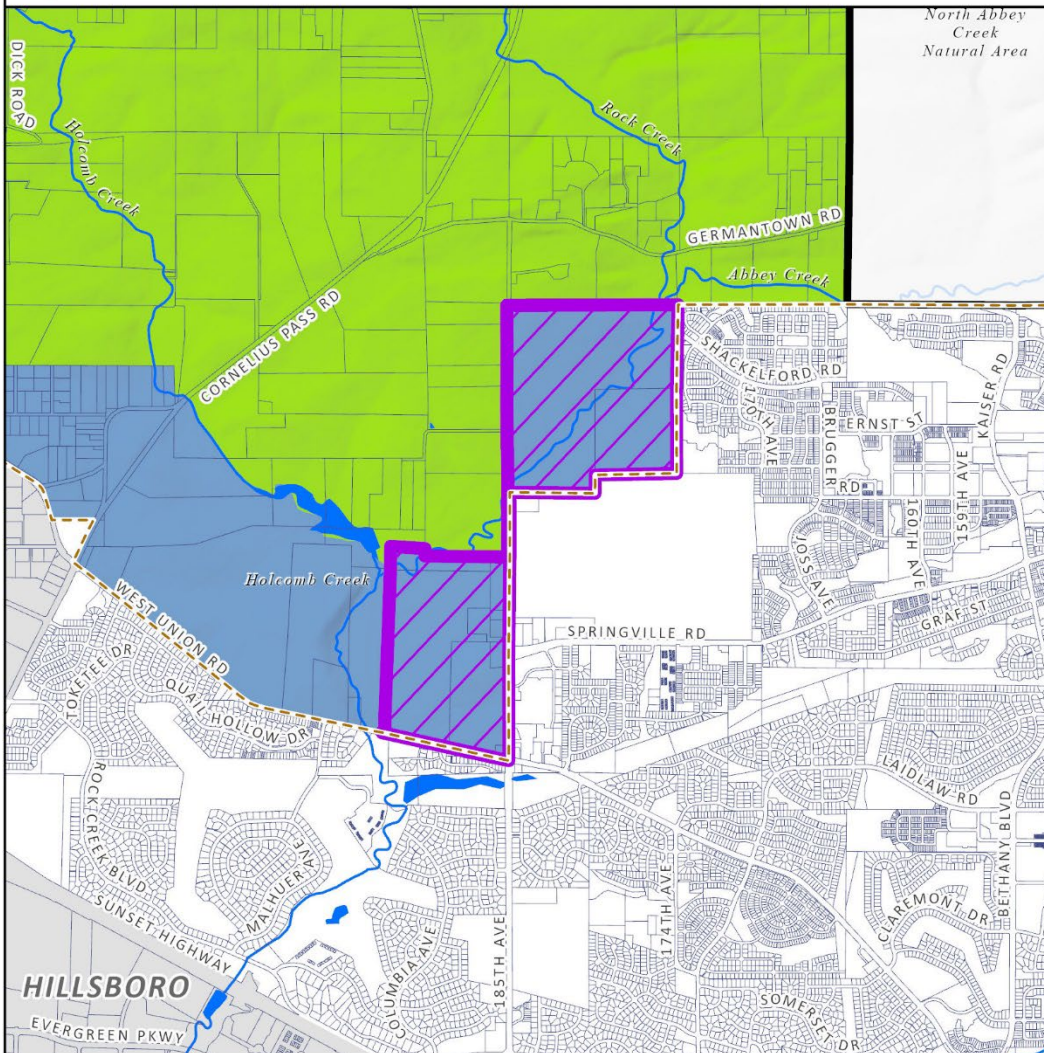 North Abbey
Creek
Natural Area
DICK ROAD
Holcomb Creek
Rock Creek
GERMANTOWN RD
Abbey Creek
CORNELIUS PASS RD
SHACKELFORD RD
170TH AVE
BRUGGER RD
ERNST ST
KAISER RD
159TH AVE
160TH AVE
JOSS AVE
GRAF ST
Holcomb Creek
WEST UNION RD
SPRINGVILLE RD
TOKETEE DR
QUAIL HOLLOW DR
LAIDLAW RD
BETHANY BLVD
ROCK CREEK BLVD
MALHUER AVE
SUNSET HIGHWAY
174TH AVE
CLAREMONT DR
COLUMBIA AVE
185TH AVE
HILLSBORO
SOMERSET DR
EVERGREEN PKWY